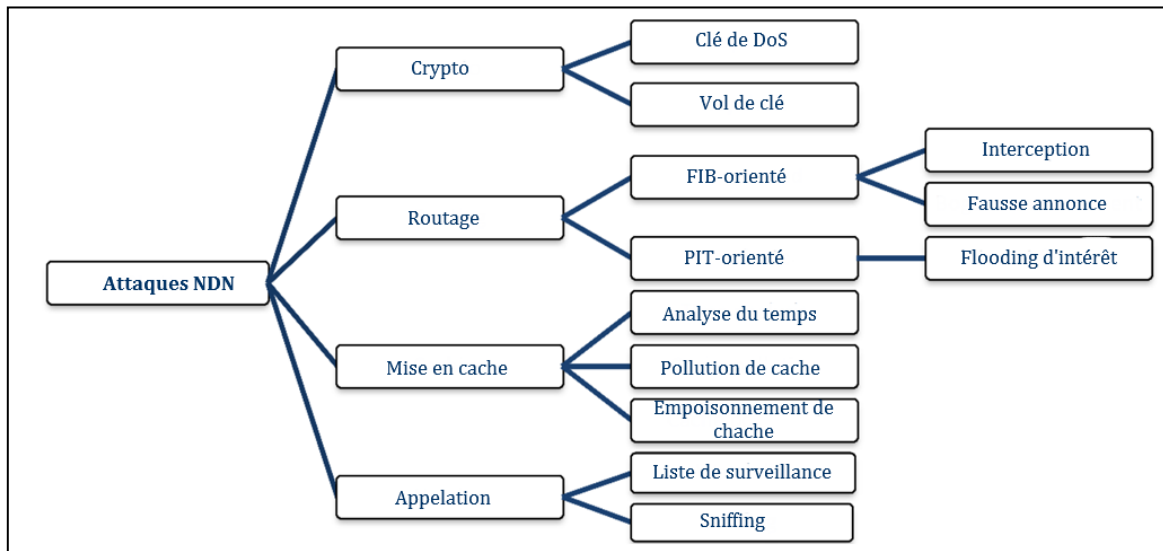 Clé de DoS
Crypto
Vol de clé
Interception
FIB-orienté
Fausse annonce
Routage
PIT-orienté
Flooding d'intérêt
Attaques NDN
Analyse du temps
Mise en cache
Pollution de cache
Empoisonnement de
chache
Liste de surveillance
Appelation
Sniffing